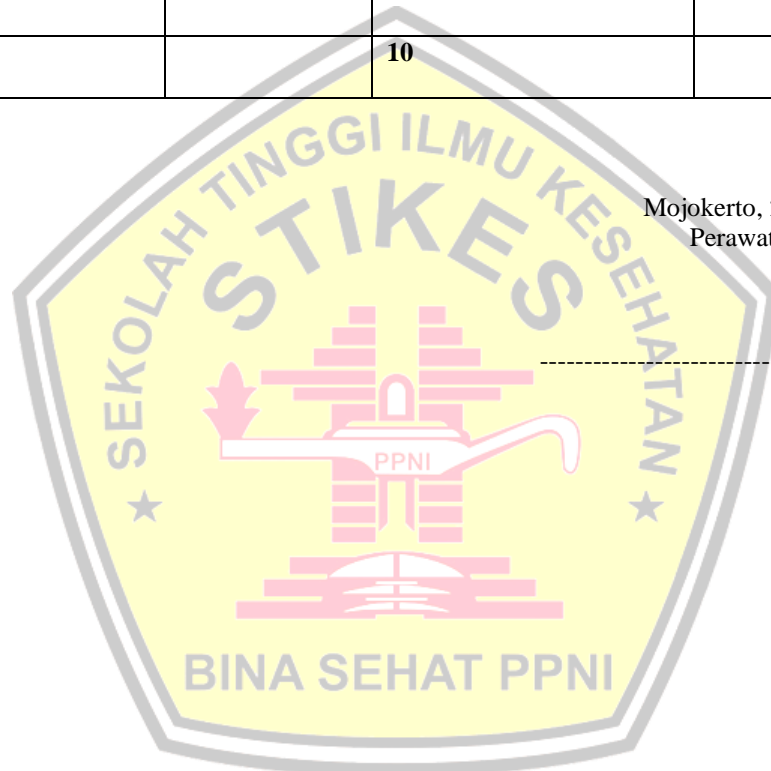 10
SEKOLAH TINGGI ILMU KESEHATAN
STIKES
Mojokerto,
Perawat
PPNI
BINA SEHAT PPNI